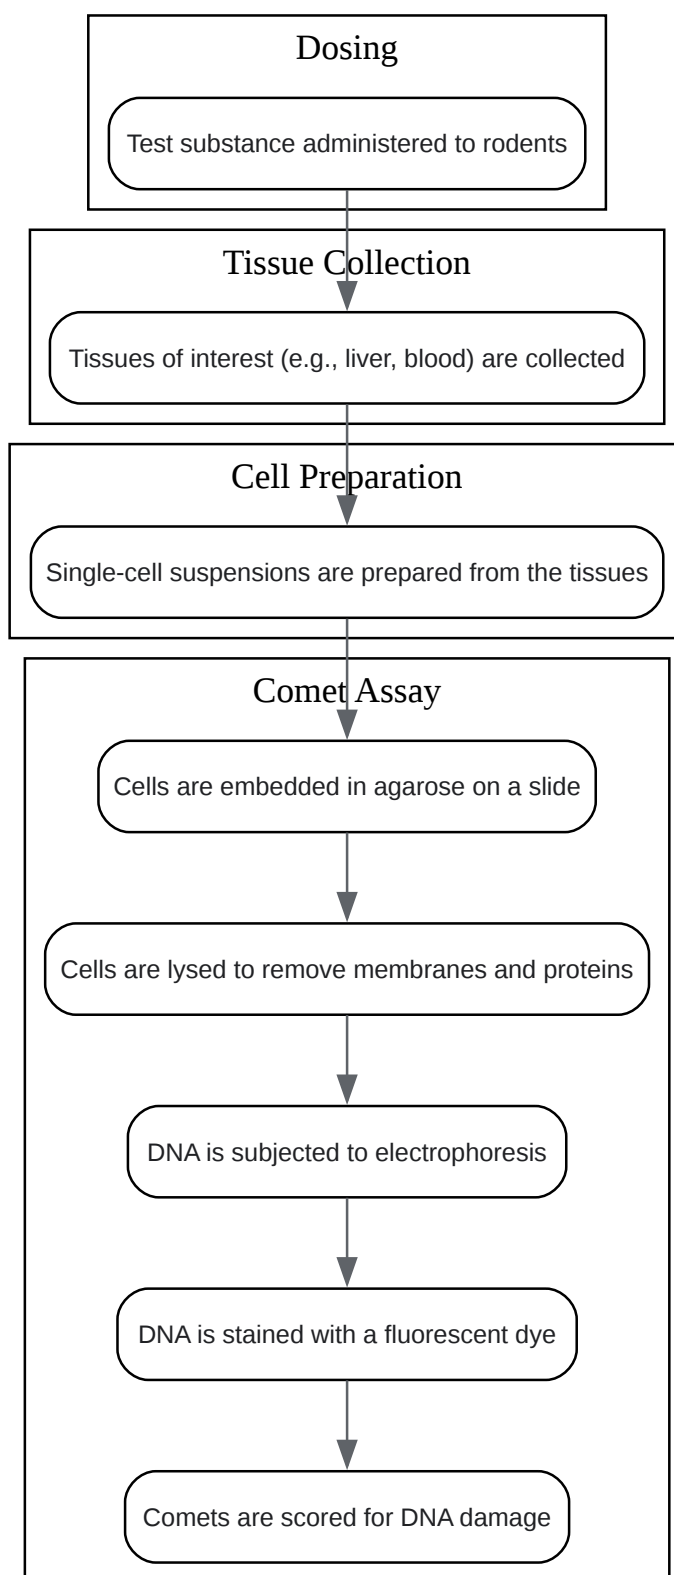 Dosing
Test substance administered to rodents
Tissue Collection
Tissues of interest (e.g., liver, blood) are collected
Cell Preparation
Single-cell suspensions are prepared from the tissues
Comet Assay
Cells are embedded in agarose on a slide
Cells are lysed to remove membranes and proteins
DNA is subjected to electrophoresis
DNA is stained with a fluorescent dye
Comets are scored for DNA damage